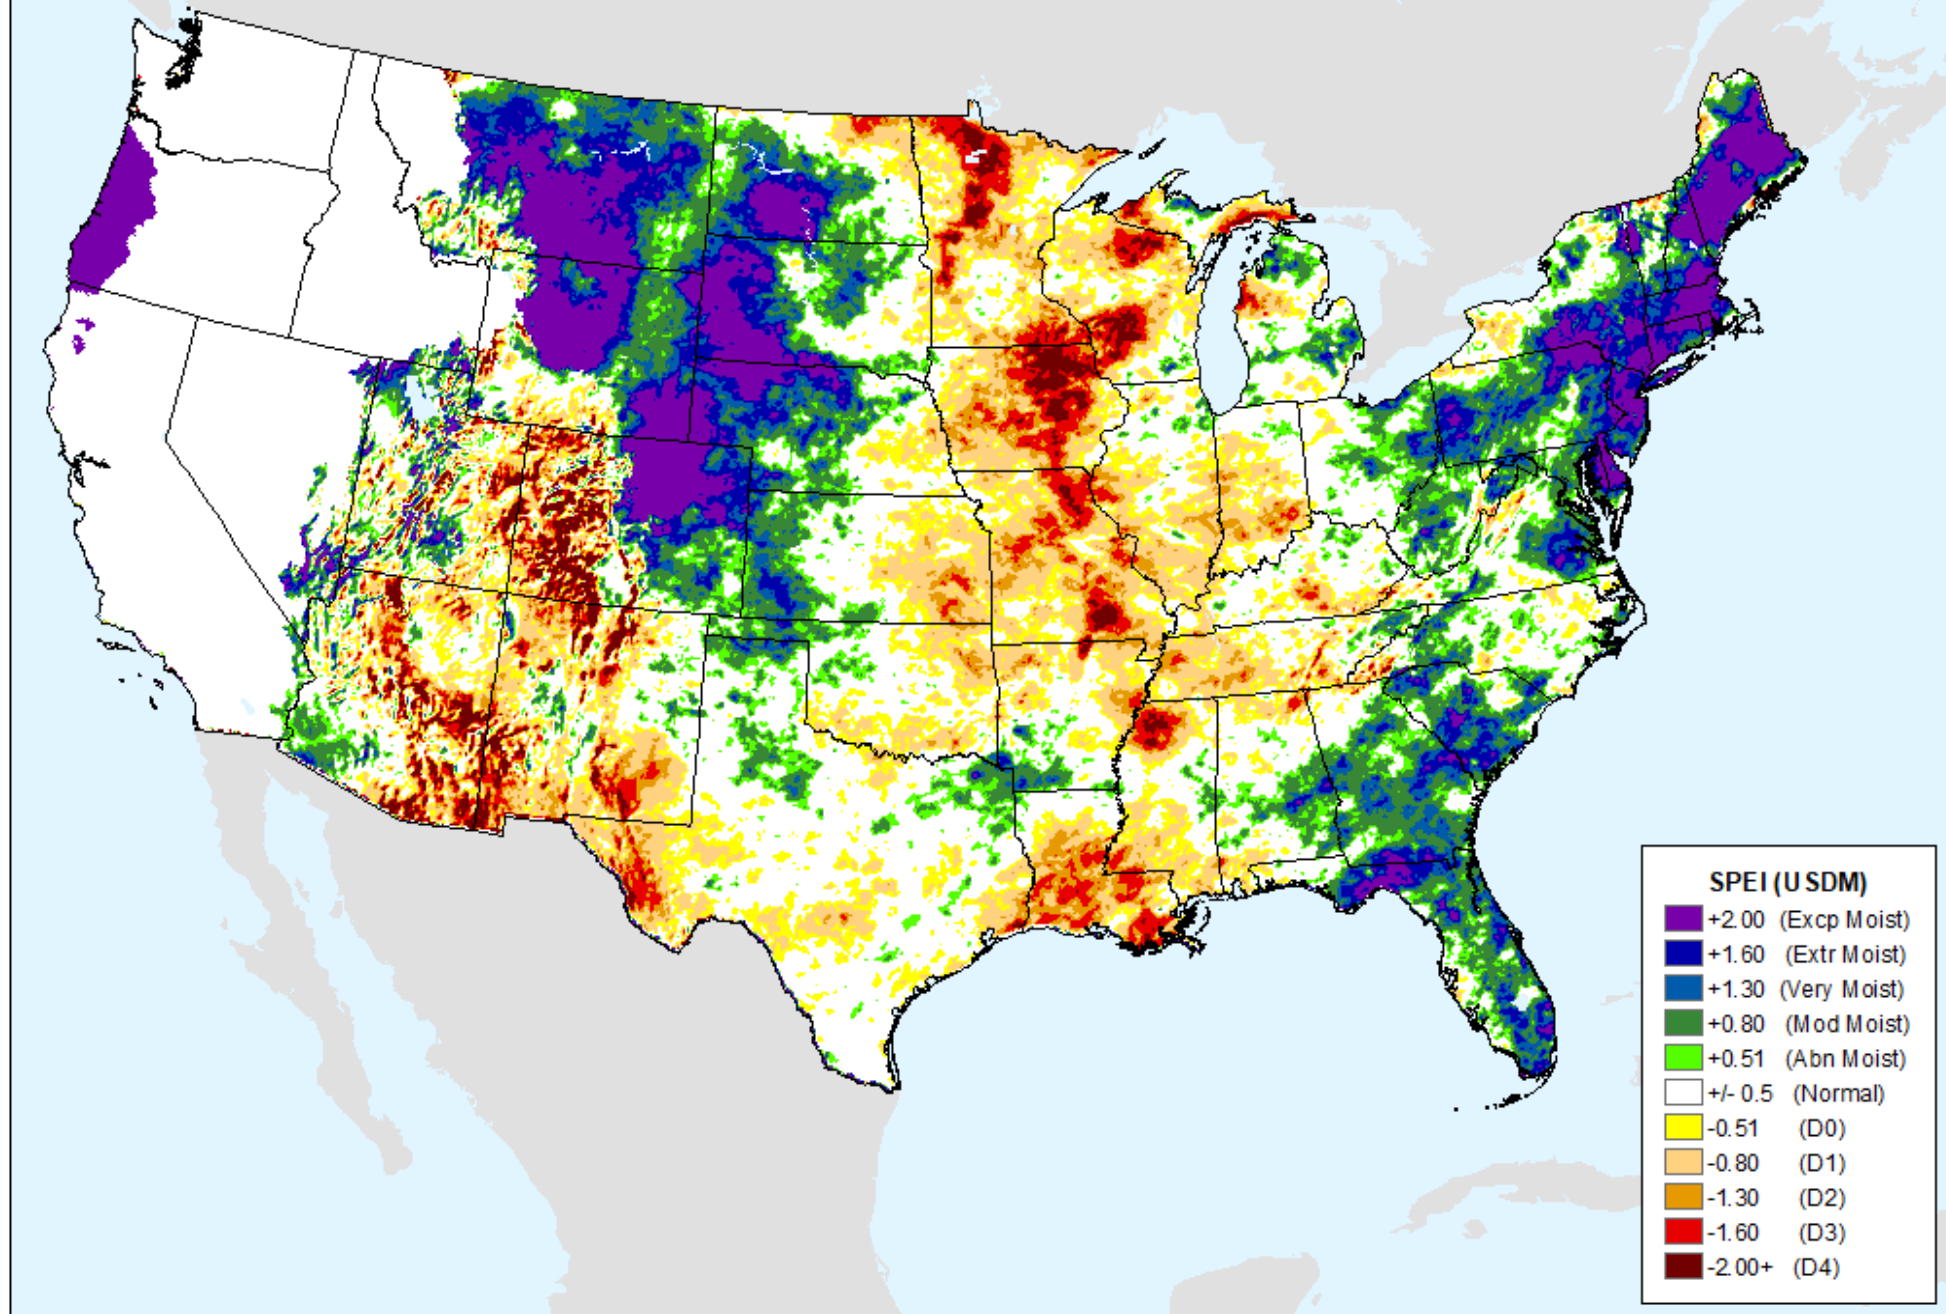 SPEI (USDM)
+2.00 (Excp Moist)
+1.60 (Extr Moist)
+1.30 (Very Moist)
+0.80 (Mod Moist)
+0.51 (Abn Moist)
+/- 0.5 (Normal)
-0.51 (D0)
-0.80 (D1)
-1.30 (D2)
-1.60 (D3)
-2.00+ (D4)